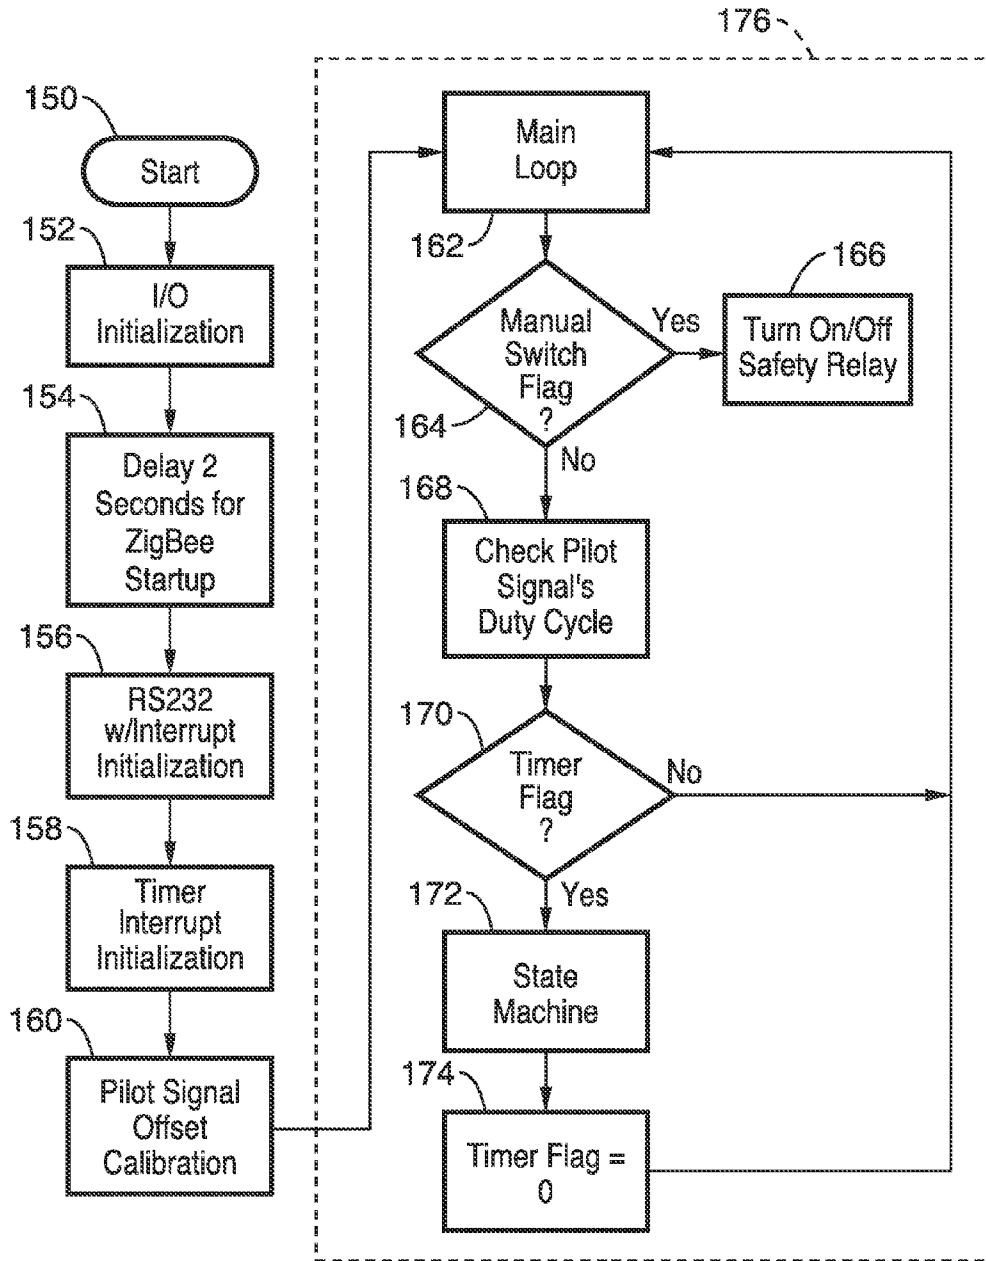 150
Start
152
I/O
Initialization
154
Delay 2
Seconds for
ZigBee
Startup
156
RS232
w/Interrupt
Initialization
158
Timer
Interrupt
Initialization
160
Pilot Signal
Offset
Calibration
176
Main
Loop
162
Manual
Switch
Flag
?
164
Yes
166
Turn On/Off
Safety Relay
No
168
Check Pilot
Signal's
Duty Cycle
170
Timer
Flag
?
No
Yes
172
State
Machine
174
Timer Flag =
0